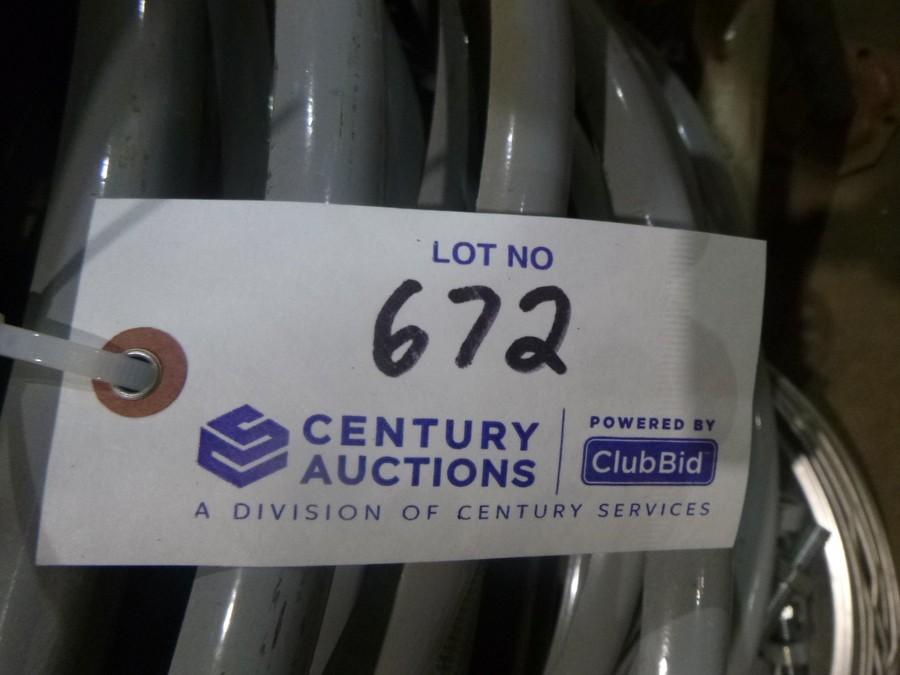 LOT NO
672
CENTURY
AUCTIONS
POWERED BY
ClubBid
A DIVISION OF CENTURY SERVICES